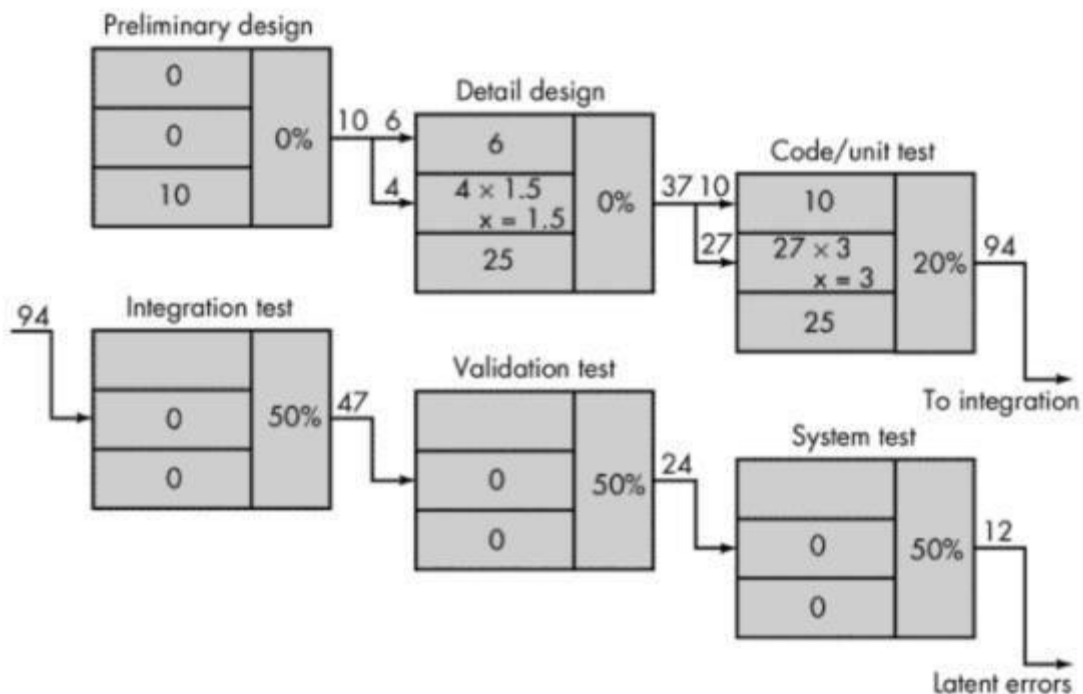 Preliminary design
0
0
10
0%
10 6
4
Detail design
6
4 × 1.5
x = 1.5
25
0%
37 10
27
Code/unit test
10
27 × 3
x = 3
25
20%
94
To integration
94
Integration test
0
0
50%
47
Validation test
0
0
50%
24
System test
0
0
50%
12
Latent errors